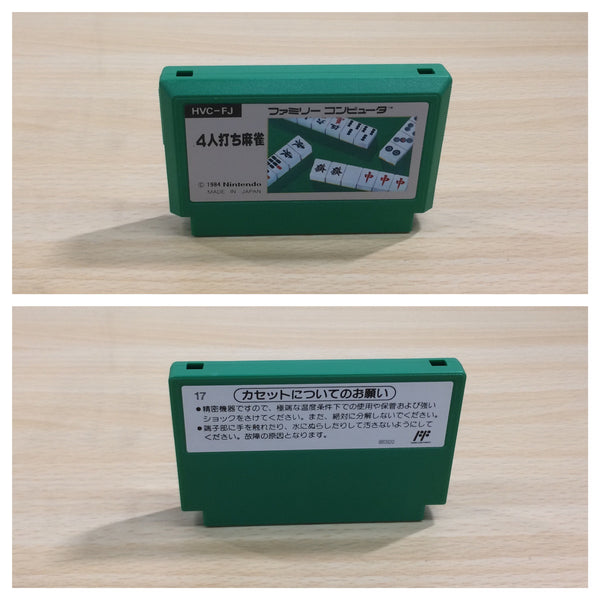 HVC-FJ
ファミリー コンピュータ™
4人打ち麻雀
© 1984 Nintendo
MADE IN JAPAN
17
カセットについてのお願い
●精密機器ですので、極端な温度条件下での使用や保管および強い
ショックをさけてください。また、絶対に分解しないでください。
●端子部に手を触れたり、水にぬらしたりして汚さないようにして
ください。故障の原因となります。